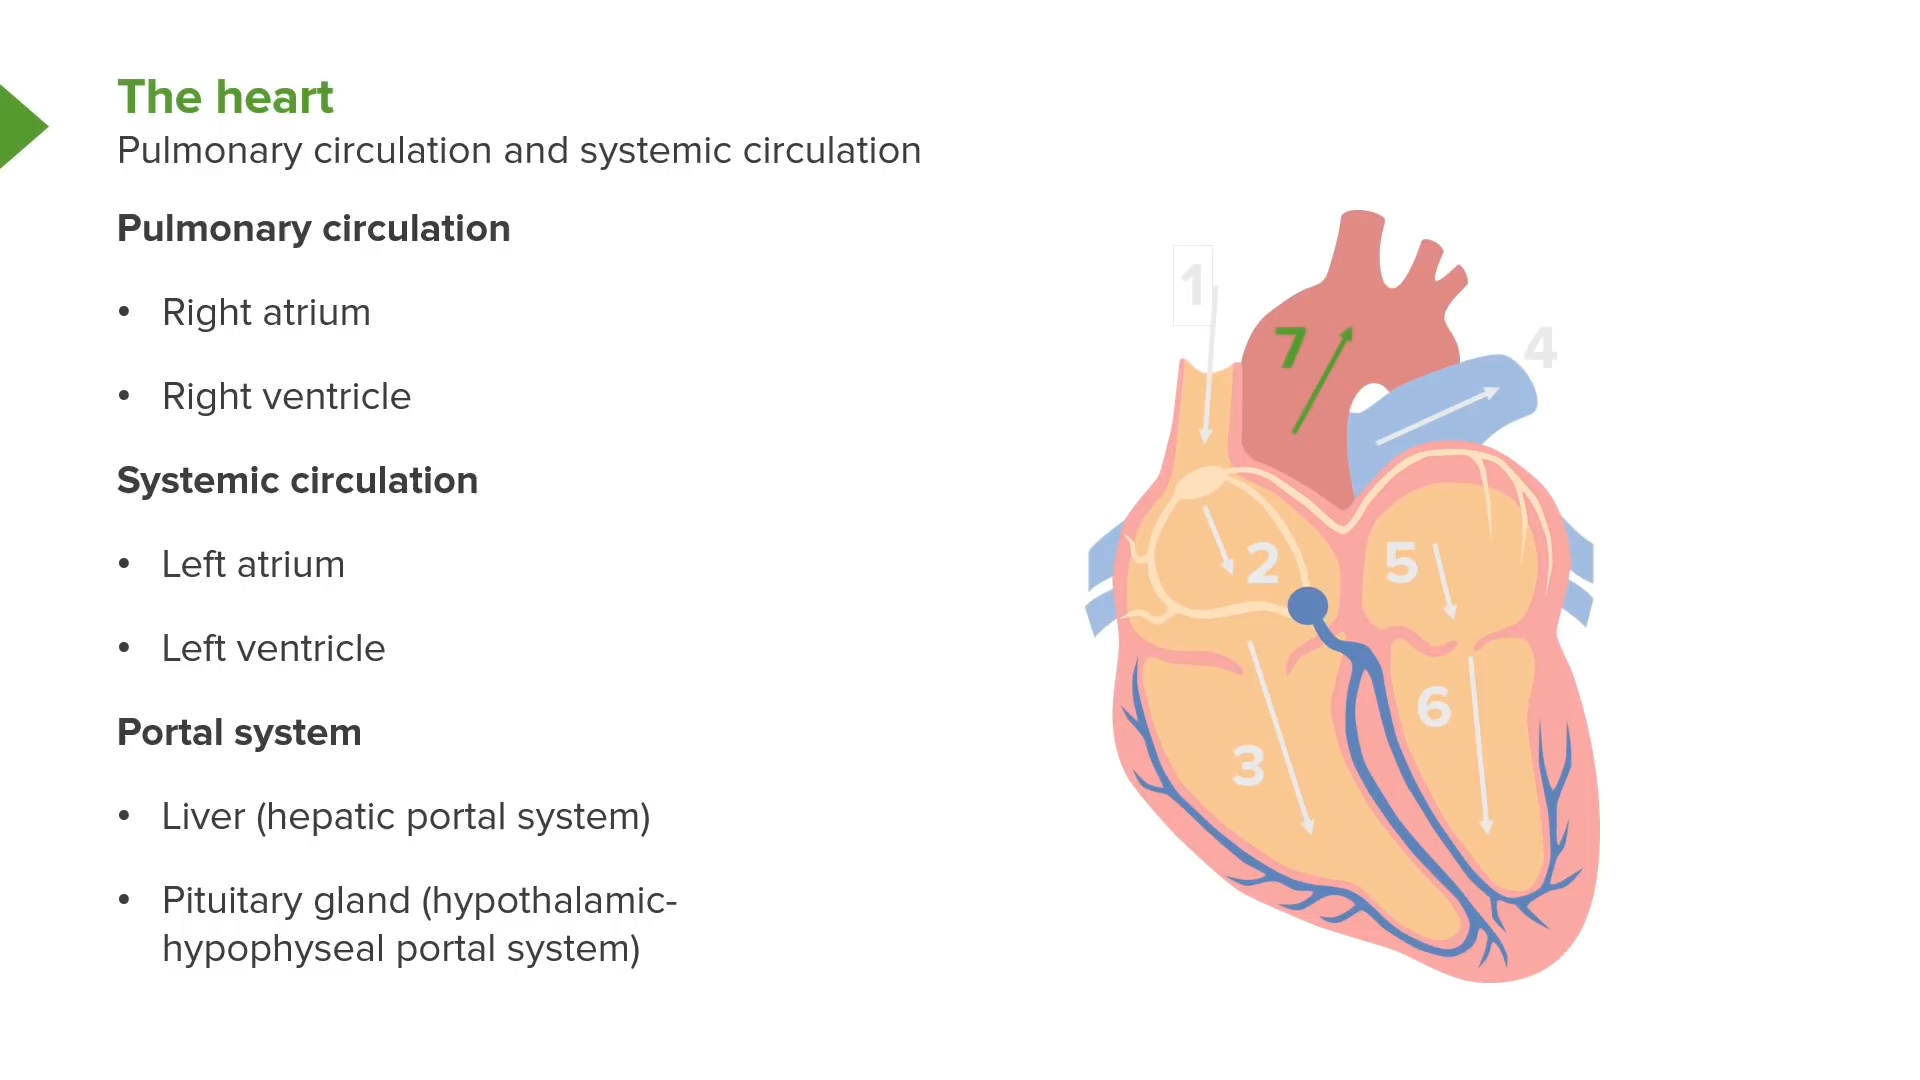 The heart
Pulmonary circulation and systemic circulation
Pulmonary circulation
• Right atrium
• Right ventricle
Systemic circulation
• Left atrium
• Left ventricle
Portal system
• Liver (hepatic portal system)
• Pituitary gland (hypothalamic-
hypophyseal portal system)
1
7
4
2
5
6
3